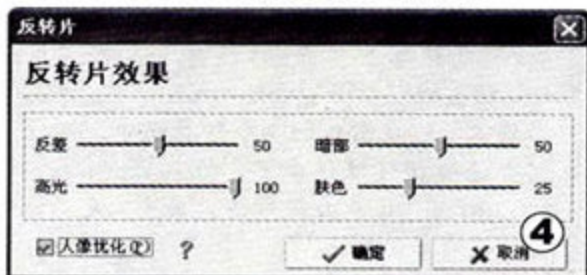 反转片
反转片效果
反差 50 暗部 50
高光 100 肤色 25
人像优化(P) ? 确定 取消
④